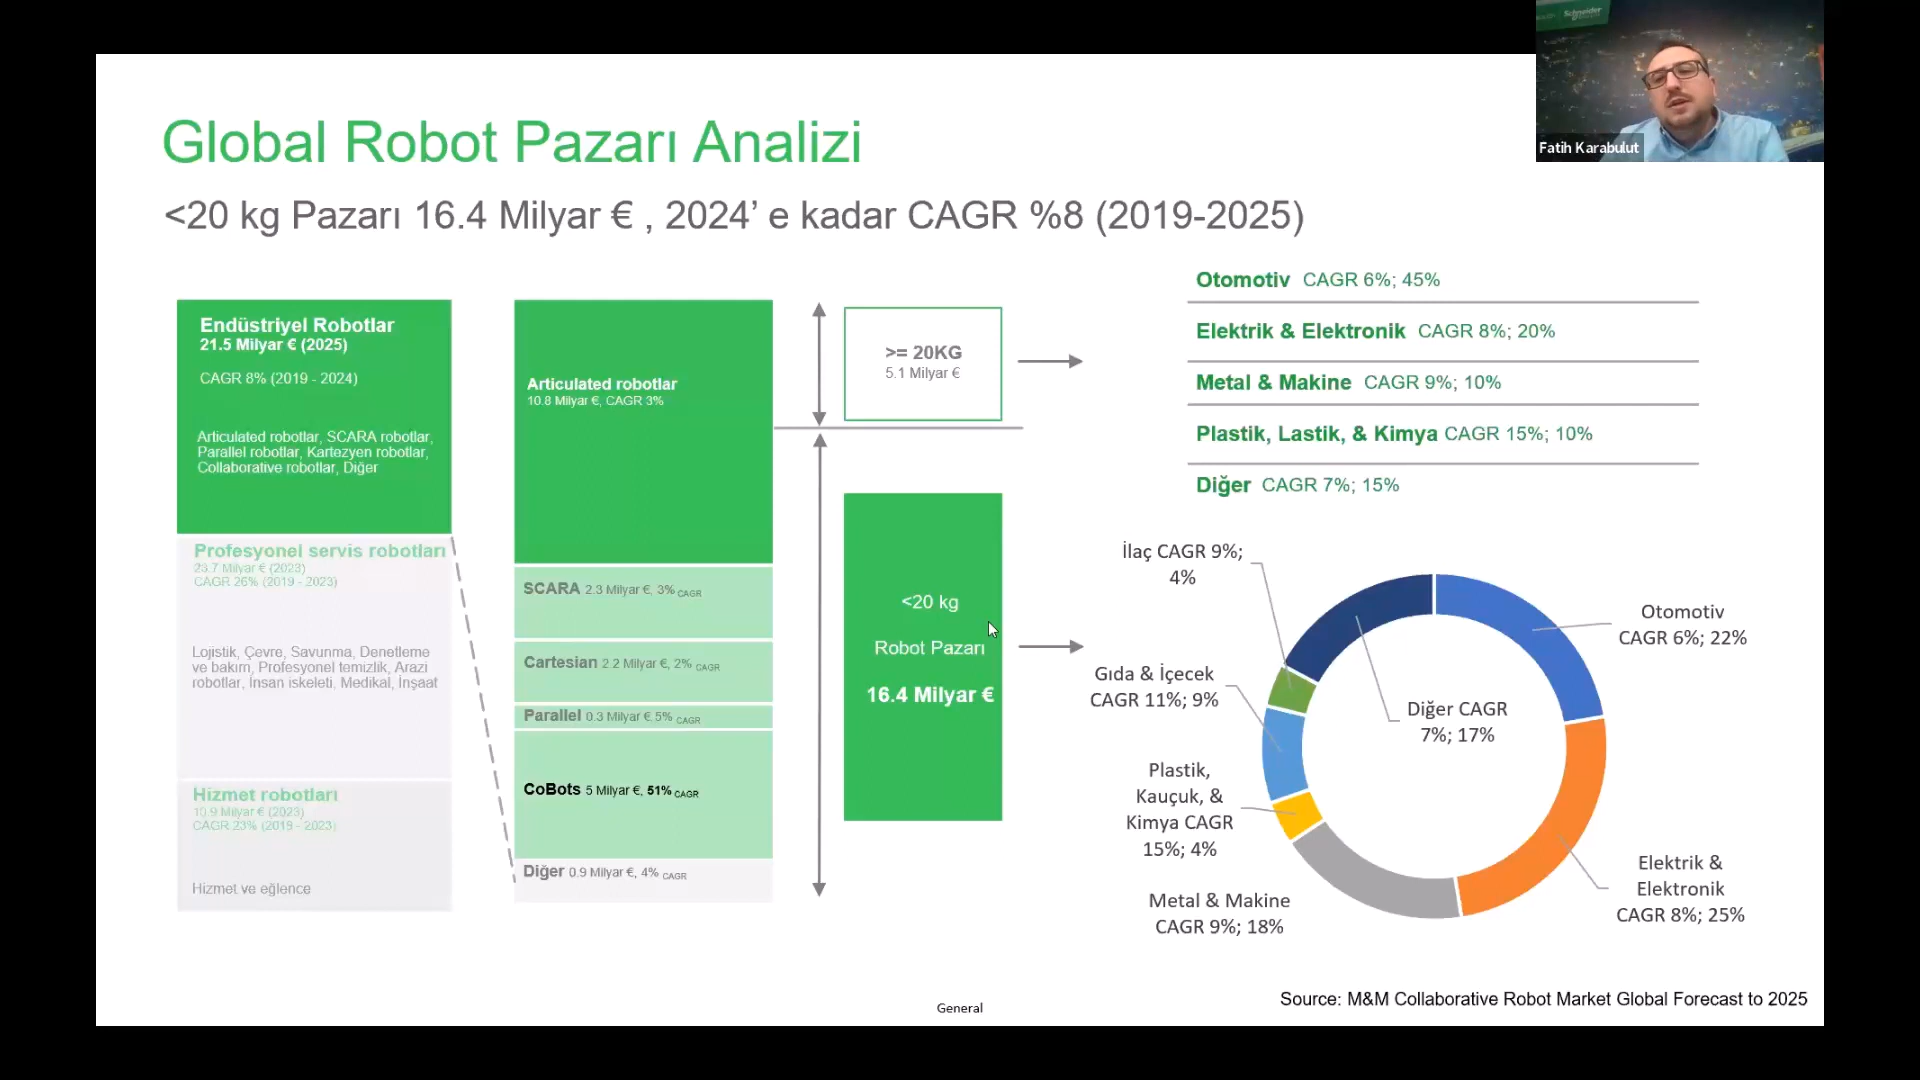 Schneider
Fatih Karabulut
Global Robot Pazarı Analizi
<20 kg Pazarı 16.4 Milyar € , 2024’ e kadar CAGR %8 (2019-2025)
Endüstriyel Robotlar
21.5 Milyar € (2025)
CAGR 8% (2019 - 2024)
Articulated robotlar, SCARA robotlar,
Parallel robotlar, Kartezyen robotlar,
Collaborative robotlar, Diğer
Profesyonel servis robotları
23.7 Milyar € (2023)
CAGR 26% (2019 - 2023)
Lojistik, Çevre, Savunma, Denetleme
ve bakım, Profesyonel temizlik, Arazi
robotlar, İnsan iskeleti, Medikal, İnşaat
Hizmet robotları
10.9 Milyar € (2023)
CAGR 23% (2019 - 2023)
Hizmet ve eğlence
Articulated robotlar
10.8 Milyar €, CAGR 3%
SCARA 2.3 Milyar €, 3% CAGR
Cartesian 2.2 Milyar €, 2% CAGR
Parallel 0.3 Milyar €,5% CAGR
CoBots 5 Milyar €, 51% CAGR
Diğer 0.9 Milyar €, 4% CAGR
>= 20KG
5.1 Milyar €
<20 kg
Robot Pazarı
16.4 Milyar €
Otomotiv CAGR 6%; 45%
Elektrik & Elektronik CAGR 8%; 20%
Metal & Makine CAGR 9%; 10%
Plastik, Lastik, & Kimya CAGR 15%; 10%
Diğer CAGR 7%; 15%
İlaç CAGR 9%;
4%
Otomotiv
CAGR 6%; 22%
Gıda & İçecek
CAGR 11%; 9%
Diğer CAGR
7%; 17%
Plastik,
Kauçuk, &
Kimya CAGR
15%; 4%
Elektrik &
Elektronik
CAGR 8%; 25%
Metal & Makine
CAGR 9%; 18%
Source: M&M Collaborative Robot Market Global Forecast to 2025
General